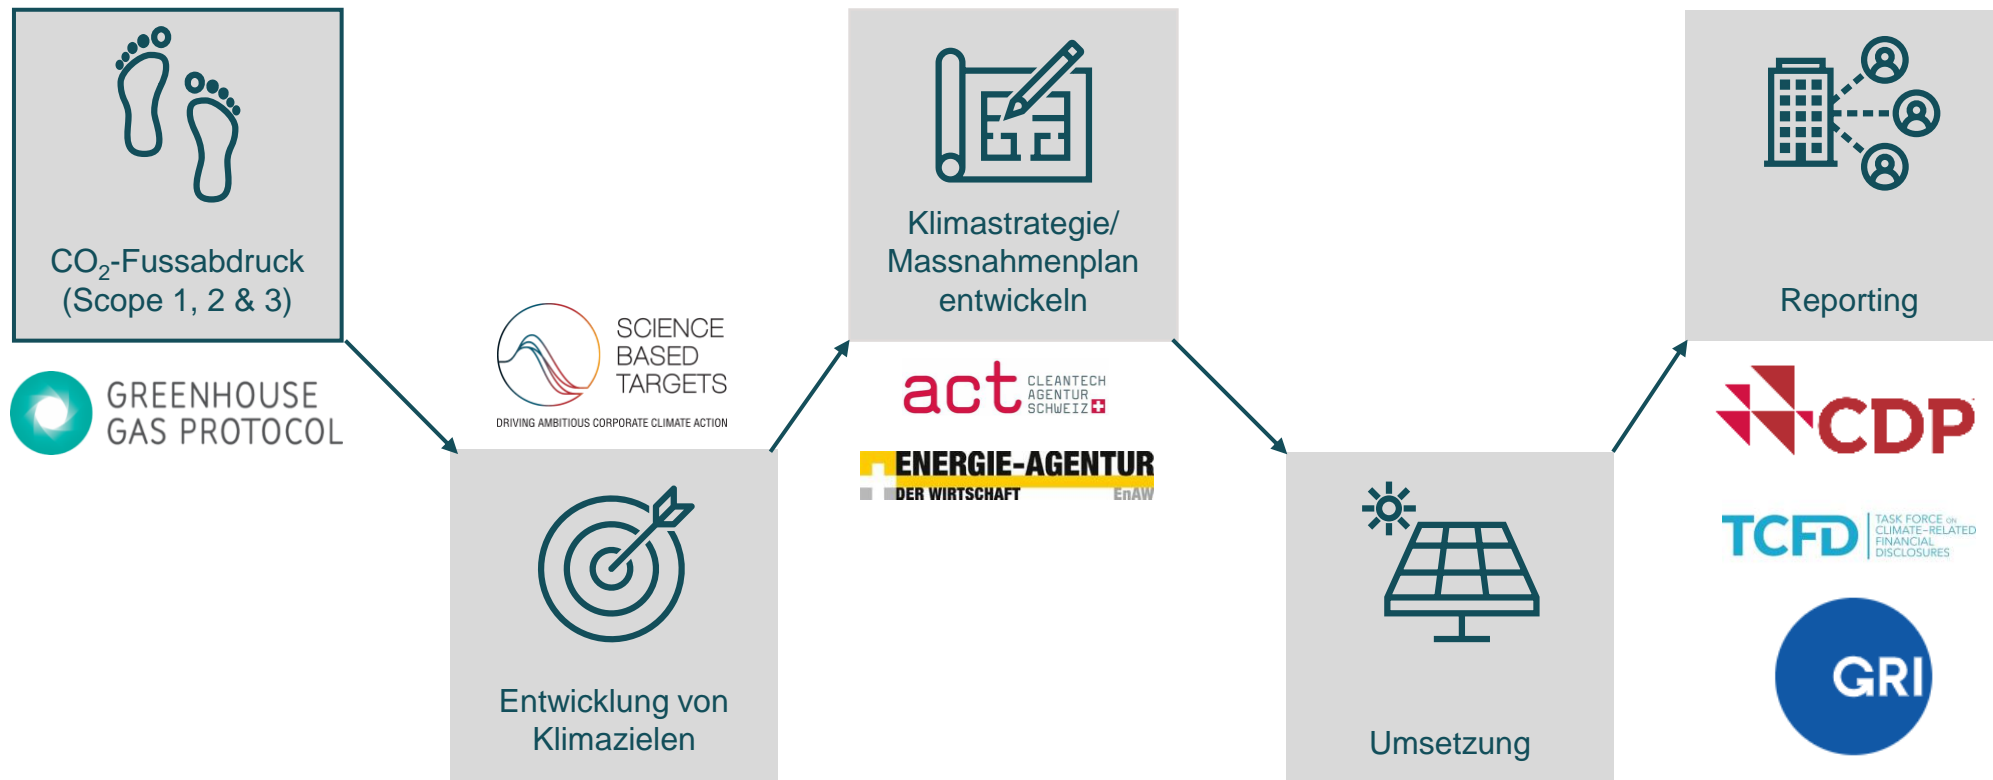 CO₂-Fussabdruck
(Scope 1, 2 & 3)
GREENHOUSE
GAS PROTOCOL
SCIENCE
BASED
TARGETS
DRIVING AMBITIOUS CORPORATE CLIMATE ACTION
Entwicklung von
Klimazielen
Klimastrategie/
Massnahmenplan
entwickeln
act
CLEANTECH
AGENTUR
SCHWEIZ
ENERGIE-AGENTUR
DER WIRTSCHAFT EnAW
Umsetzung
Reporting
CDP
TCFD
TASK FORCE ON
CLIMATE-RELATED
FINANCIAL
DISCLOSURES
GRI